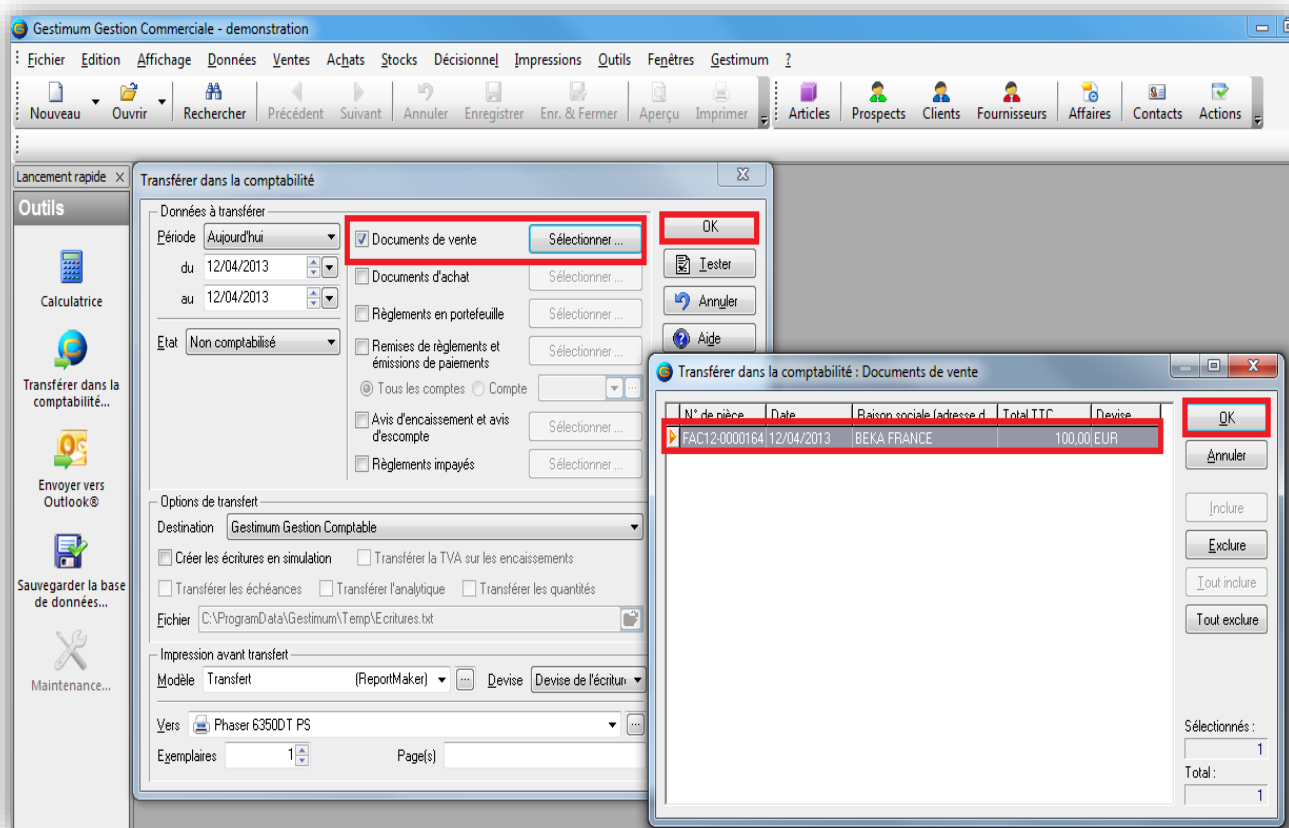 Gestimum Gestion Commerciale - demonstration
Fichier Edition Affichage Données Ventes Achats Stocks Décisionnel Impressions Outils Fenêtres Gestimum ?
Nouveau Ouvrir Rechercher Précédent Suivant Annuler Enregistrer Enr. & Fermer Aperçu Imprimer Articles Prospects Clients Fournisseurs Affaires Contacts Actions
Lancement rapide
Outils
Calculatrice
Transférer dans la
comptabilité...
Envoyer vers
Outlook®
Sauvegarder la base
de données...
Maintenance...
Transférer dans la comptabilité
Données à transférer
Période Aujourd'hui
du 12/04/2013
au 12/04/2013
Etat Non comptabilisé
Documents de vente Sélectionner ...
Documents d'achat Sélectionner ...
Règlements en portefeuille Sélectionner ...
Remises de règlements et
émissions de paiements Sélectionner ...
Tous les comptes Compte
Avis d'encaissement et avis
d'escompte Sélectionner ...
Règlements impayés Sélectionner ...
OK
Tester
Annuler
Aide
Options de transfert
Destination Gestimum Gestion Comptable
Créer les écritures en simulation Transférer la TVA sur les encaissements
Transférer les échéances Transférer l'analytique Transférer les quantités
Fichier C:\ProgramData\Gestimum\Temp\Ecritures.txt
Impression avant transfert
Modèle Transfert (ReportMaker) Devise Devise de l'écriture
Vers Phaser 6350DT PS
Exemplaires 1 Page(s)
Transférer dans la comptabilité : Documents de vente
N° de pièce Date Raison sociale (adresse d Total TTC Devise
FAC12-0000164 12/04/2013 BEKA FRANCE 100,00 EUR
OK
Annuler
Inclure
Exclure
Tout inclure
Tout exclure
Sélectionnés :
1
Total :
1